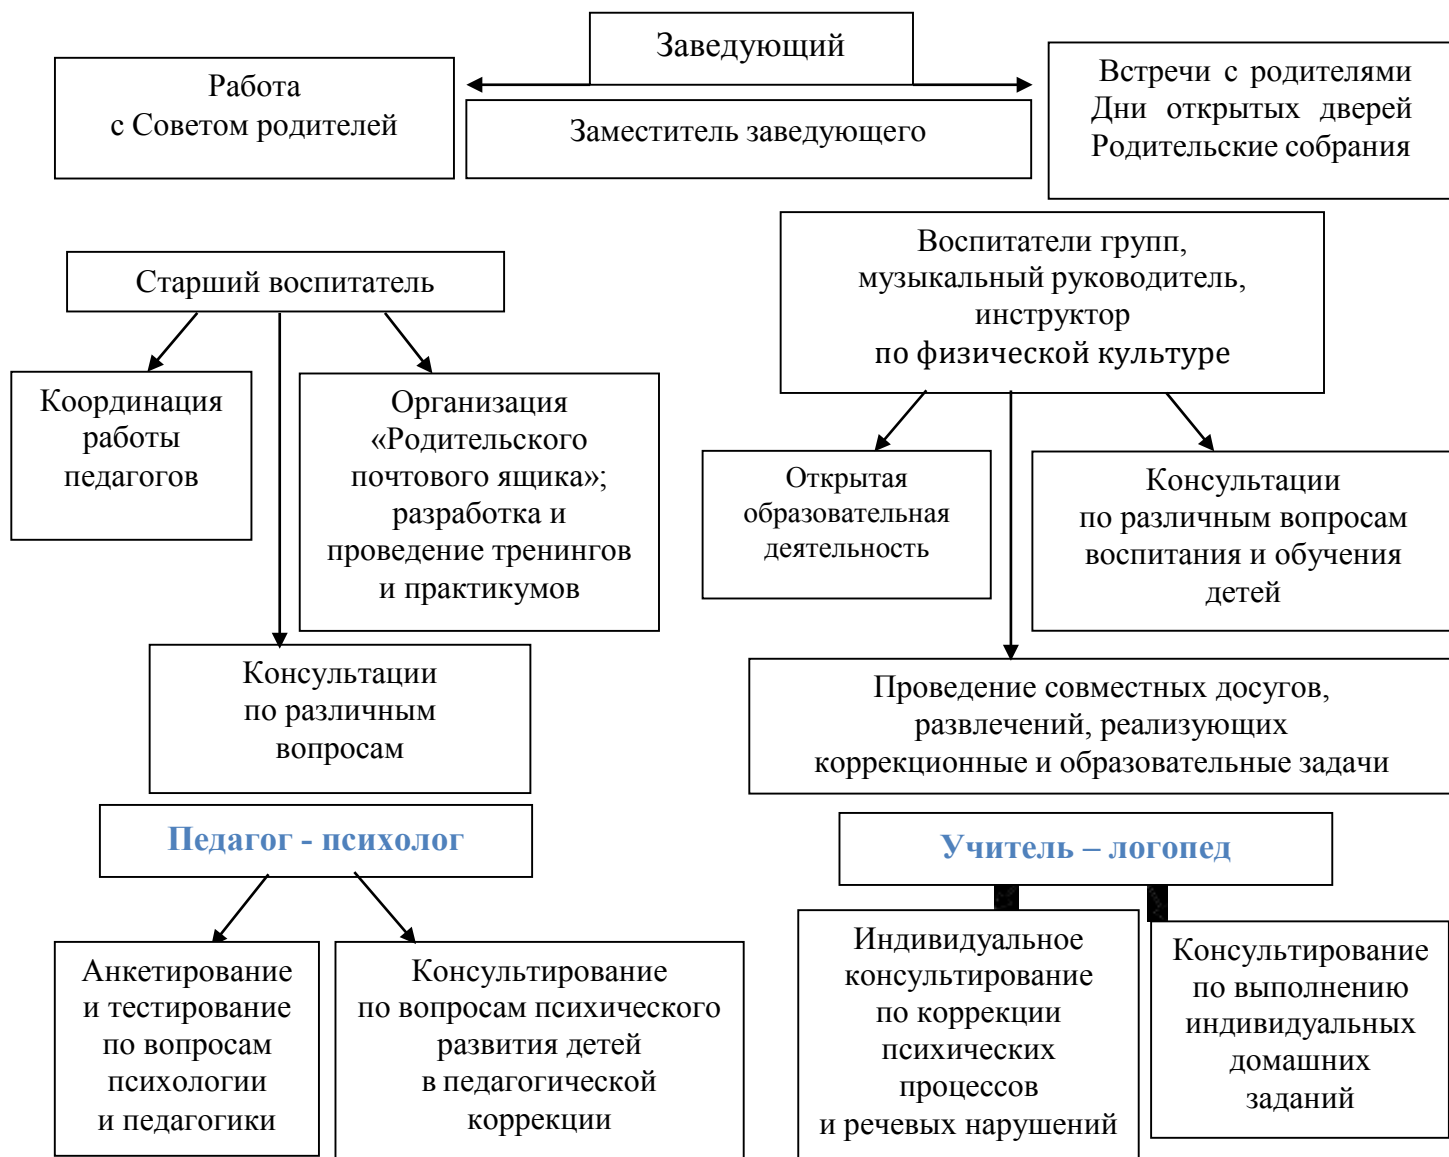 Заведующий
Работа
с Советом родителей
Заместитель заведующего
Встречи с родителями
Дни открытых дверей
Родительские собрания
Старший воспитатель
Воспитатели групп,
музыкальный руководитель,
инструктор
по физической культуре
Координация
работы
педагогов
Организация
«Родительского
почтового ящика»;
разработка и
проведение тренингов
и практикумов
Открытая
образовательная
деятельность
Консультации
по различным вопросам
воспитания и обучения
детей
Консультации
по различным
вопросам
Проведение совместных досугов,
развлечений, реализующих
коррекционные и образовательные задачи
Педагог - психолог
Учитель – логопед
Анкетирование
и тестирование
по вопросам
психологии
и педагогики
Консультирование
по вопросам психического
развития детей
в педагогической
коррекции
Индивидуальное
консультирование
по коррекции
психических
процессов
и речевых нарушений
Консультирование
по выполнению
индивидуальных
домашних
заданий